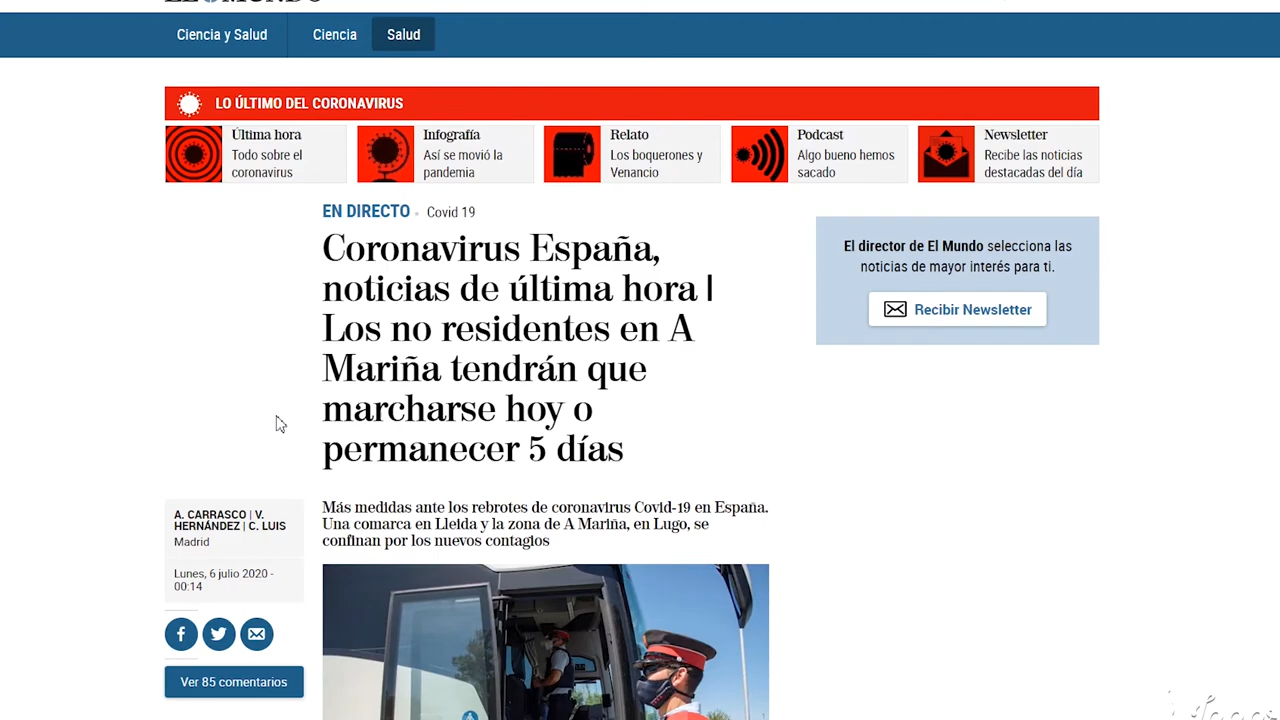 Ciencia y Salud
Ciencia
Salud
LO ÚLTIMO DEL CORONAVIRUS
Última hora
Todo sobre el
coronavirus
Infografía
Así se movió la
pandemia
Relato
Los boquerones y
Venancio
Podcast
Algo bueno hemos
sacado
Newsletter
Recibe las noticias
destacadas del día
EN DIRECTO
Covid 19
Coronavirus España,
noticias de última hora |
Los no residentes en A
Mariña tendrán que
marcharse hoy o
permanecer 5 días
El director de El Mundo selecciona las
noticias de mayor interés para ti.
Recibir Newsletter
A. CARRASCO | V.
HERNÁNDEZ | C. LUIS
Madrid
Lunes, 6 julio 2020 -
00:14
Más medidas ante los rebrotes de coronavirus Covid-19 en España.
Una comarca en Lleida y la zona de A Mariña, en Lugo, se
confinan por los nuevos contagios
Ver 85 comentarios